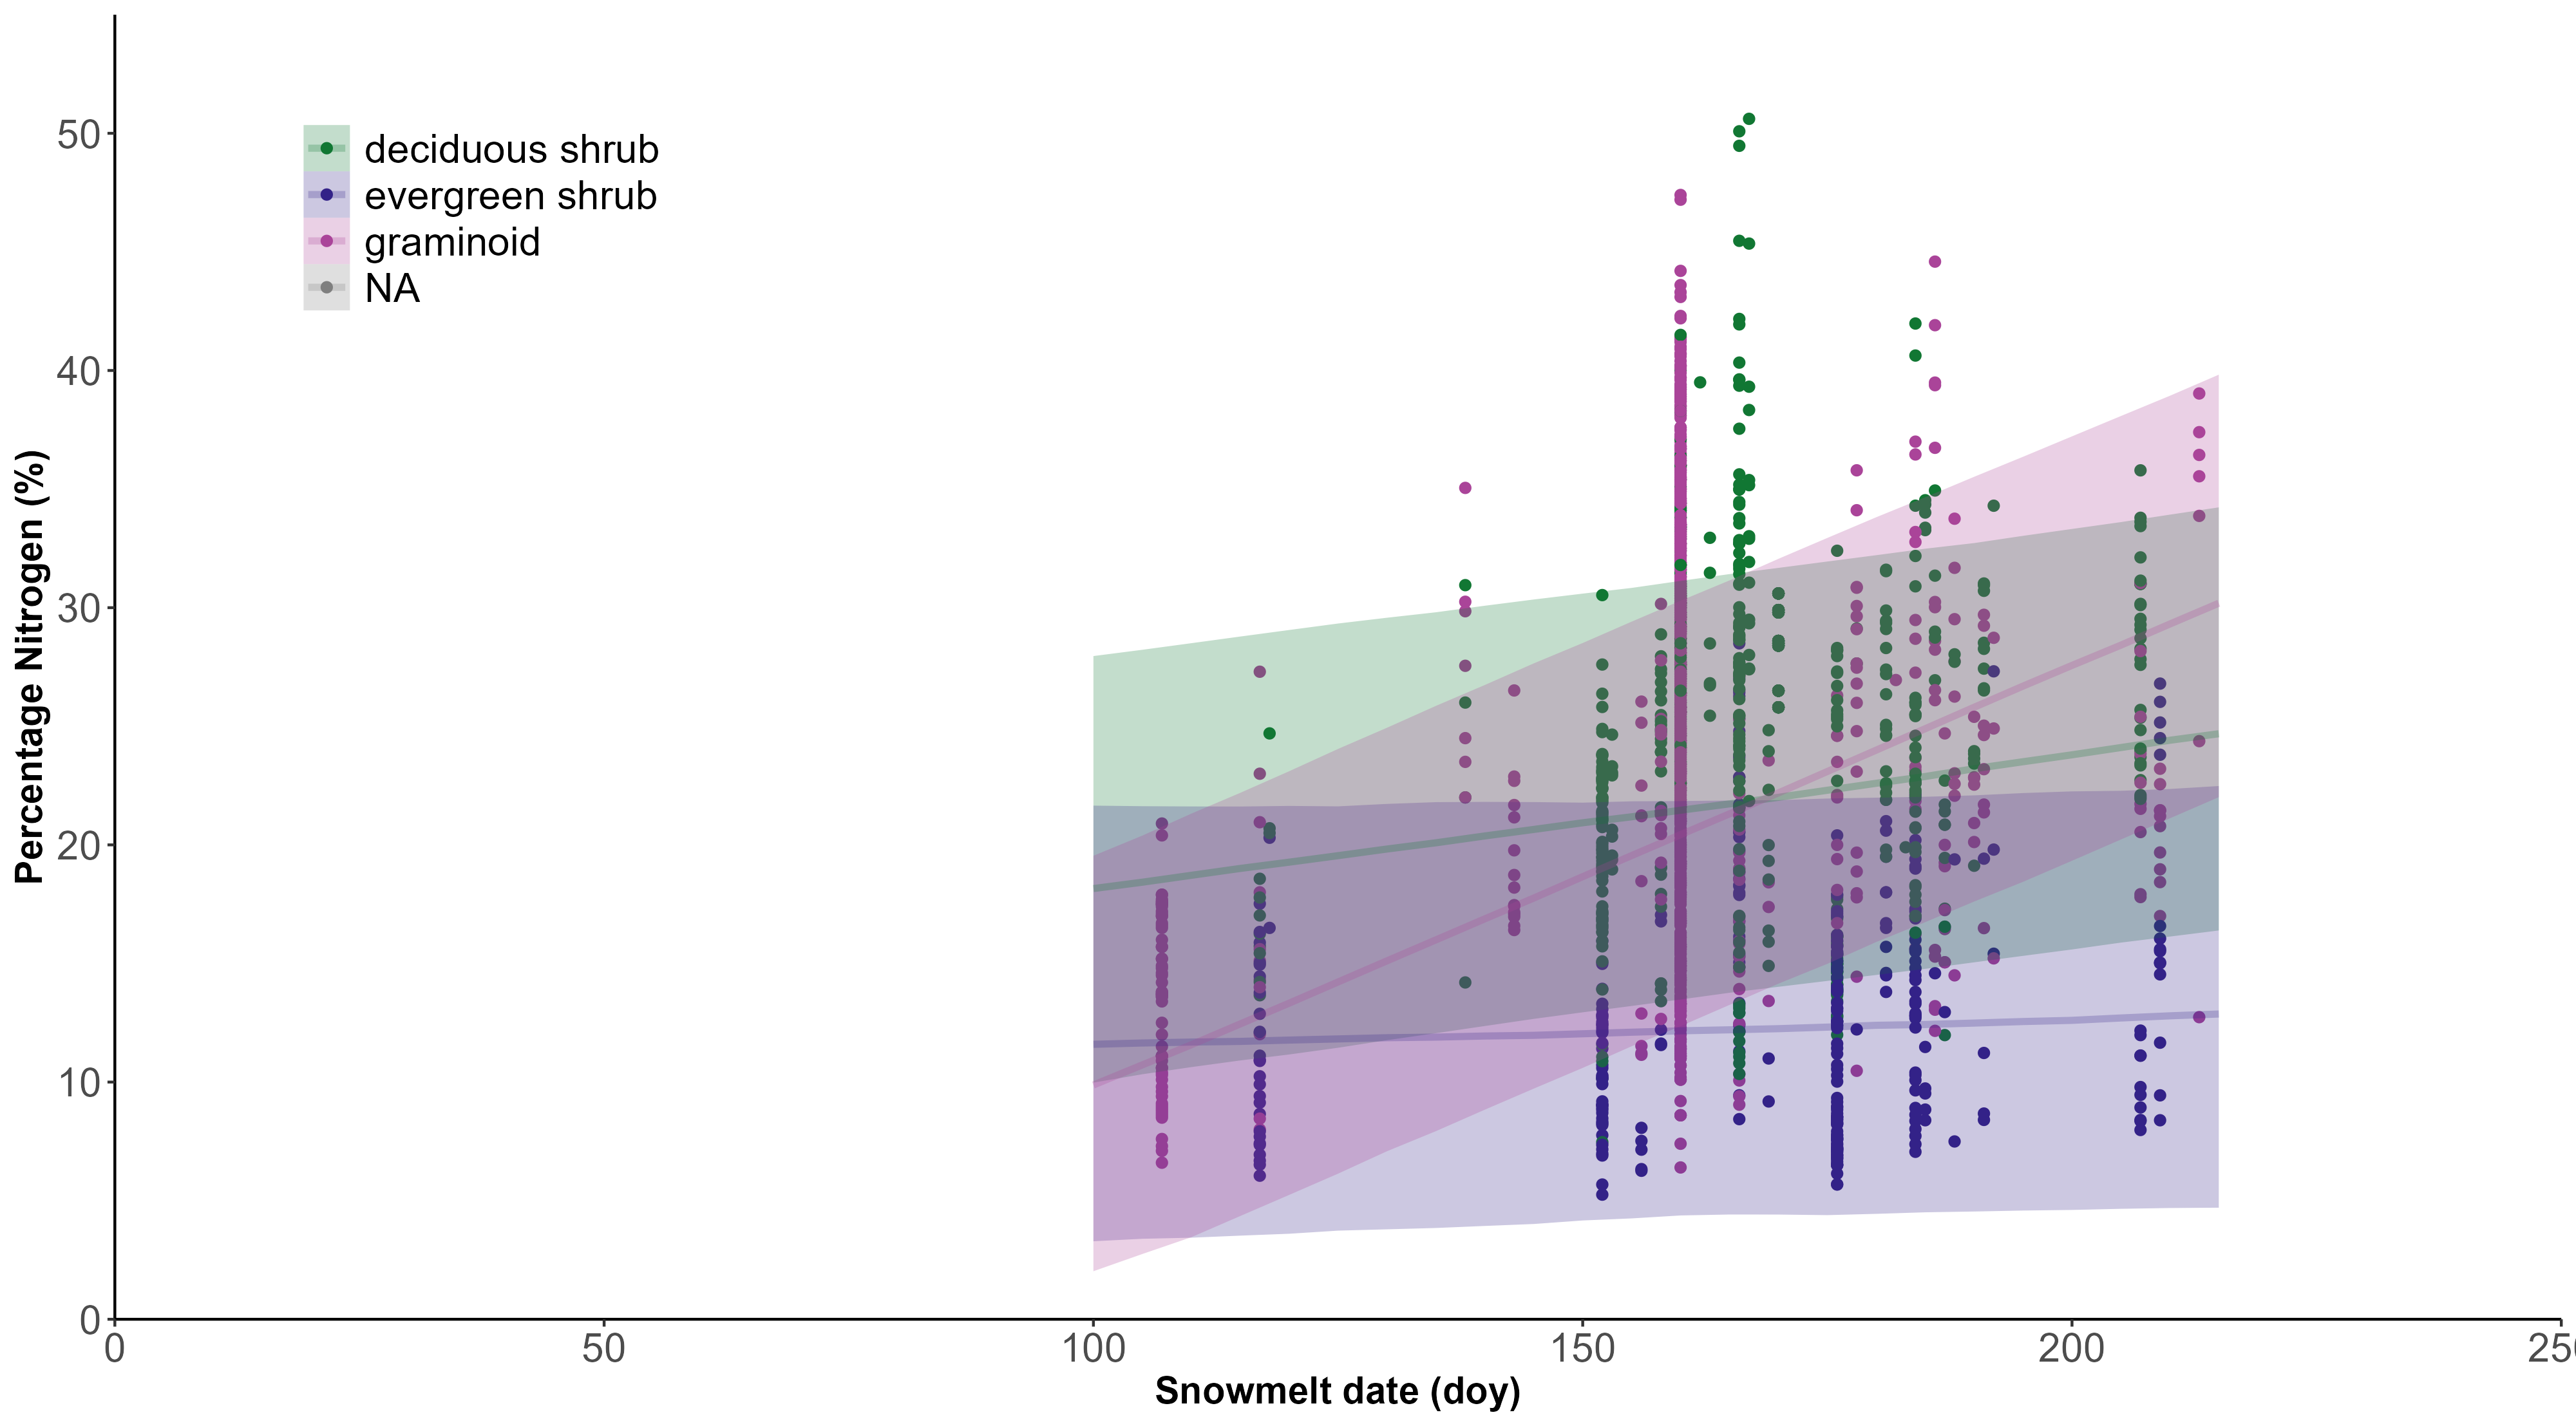 50
40
30
20
10
0
Percentage Nitrogen (%)
deciduous shrub
evergreen shrub
graminoid
NA
0 50 100 150 200 25
Snowmelt date (doy)